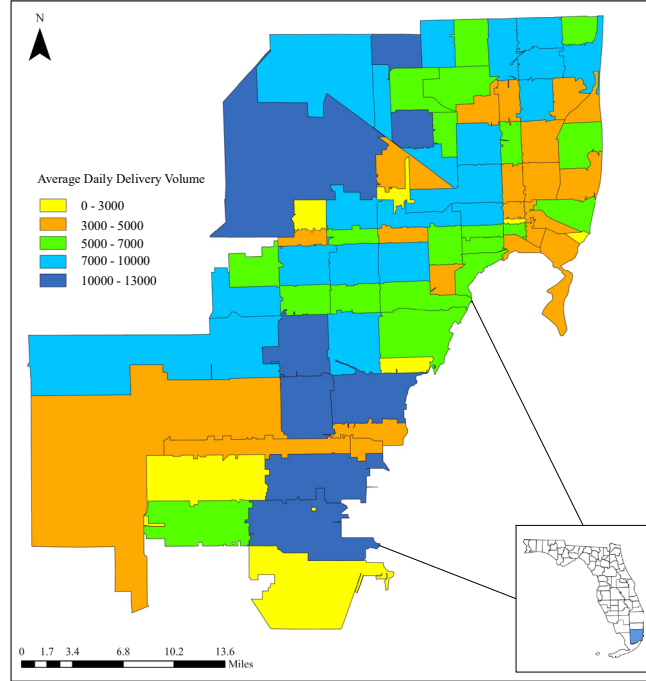 N
Average Daily Delivery Volume
0 - 3000
3000 - 5000
5000 - 7000
7000 - 10000
10000 - 13000
0 1.7 3.4 6.8 10.2 13.6
Miles